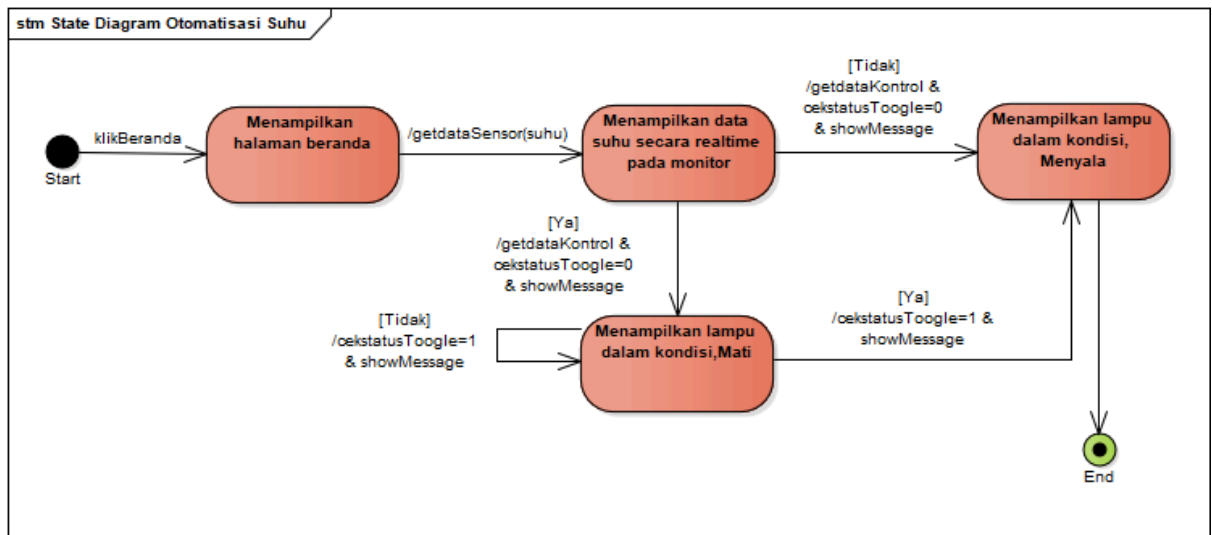 stm State Diagram Otomatisasi Suhu
Start
klikBeranda
Menampilkan
halaman beranda
/getdataSensor(suhu)
Menampilkan data
suhu secara realtime
pada monitor
[Tidak]
/getdataKontrol &
cekstatusToogle=0
& showMessage
Menampilkan lampu
dalam kondisi,
Menyala
[Ya]
/getdataKontrol &
cekstatusToogle=0
& showMessage
[Tidak]
/cekstatusToogle=1
& showMessage
Menampilkan lampu
dalam kondisi,Mati
[Ya]
/cekstatusToogle=1 &
showMessage
End